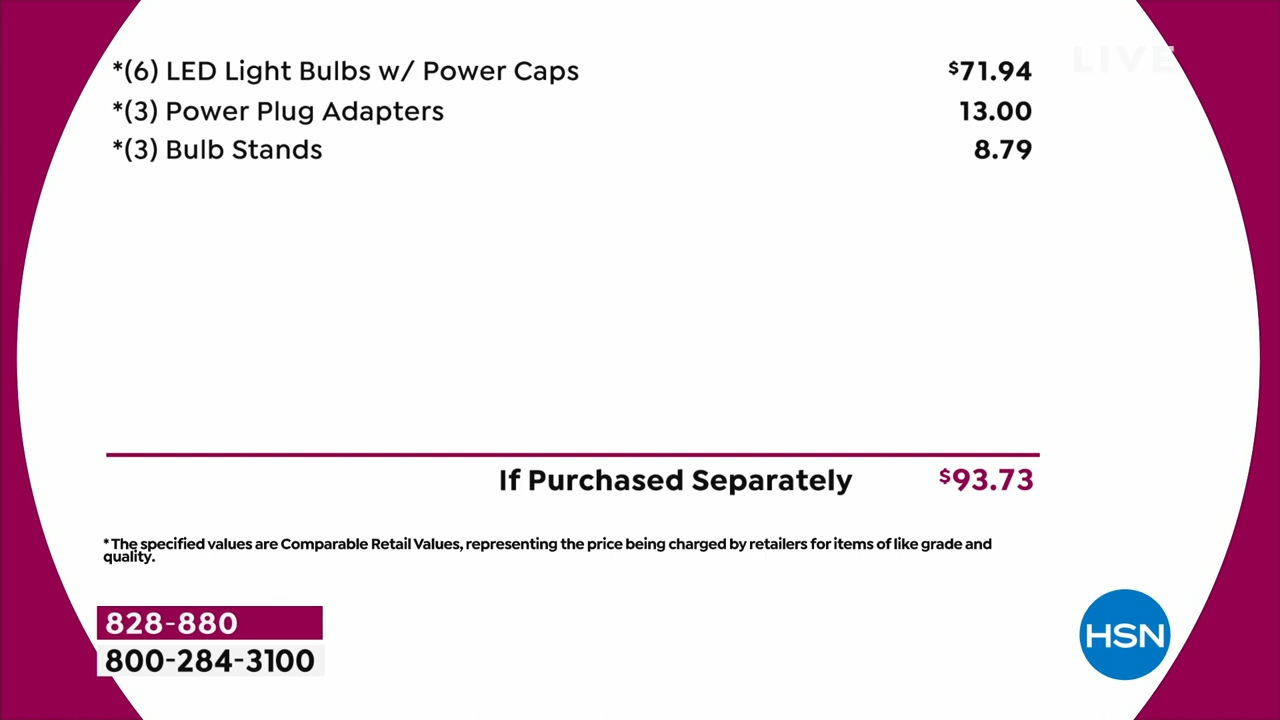 LIVE
*(6) LED Light Bulbs w/ Power Caps $71.94
*(3) Power Plug Adapters 13.00
*(3) Bulb Stands 8.79
If Purchased Separately $93.73
* The specified values are Comparable Retail Values, representing the price being charged by retailers for items of like grade and
quality.
828-880
800-284-3100
HSN